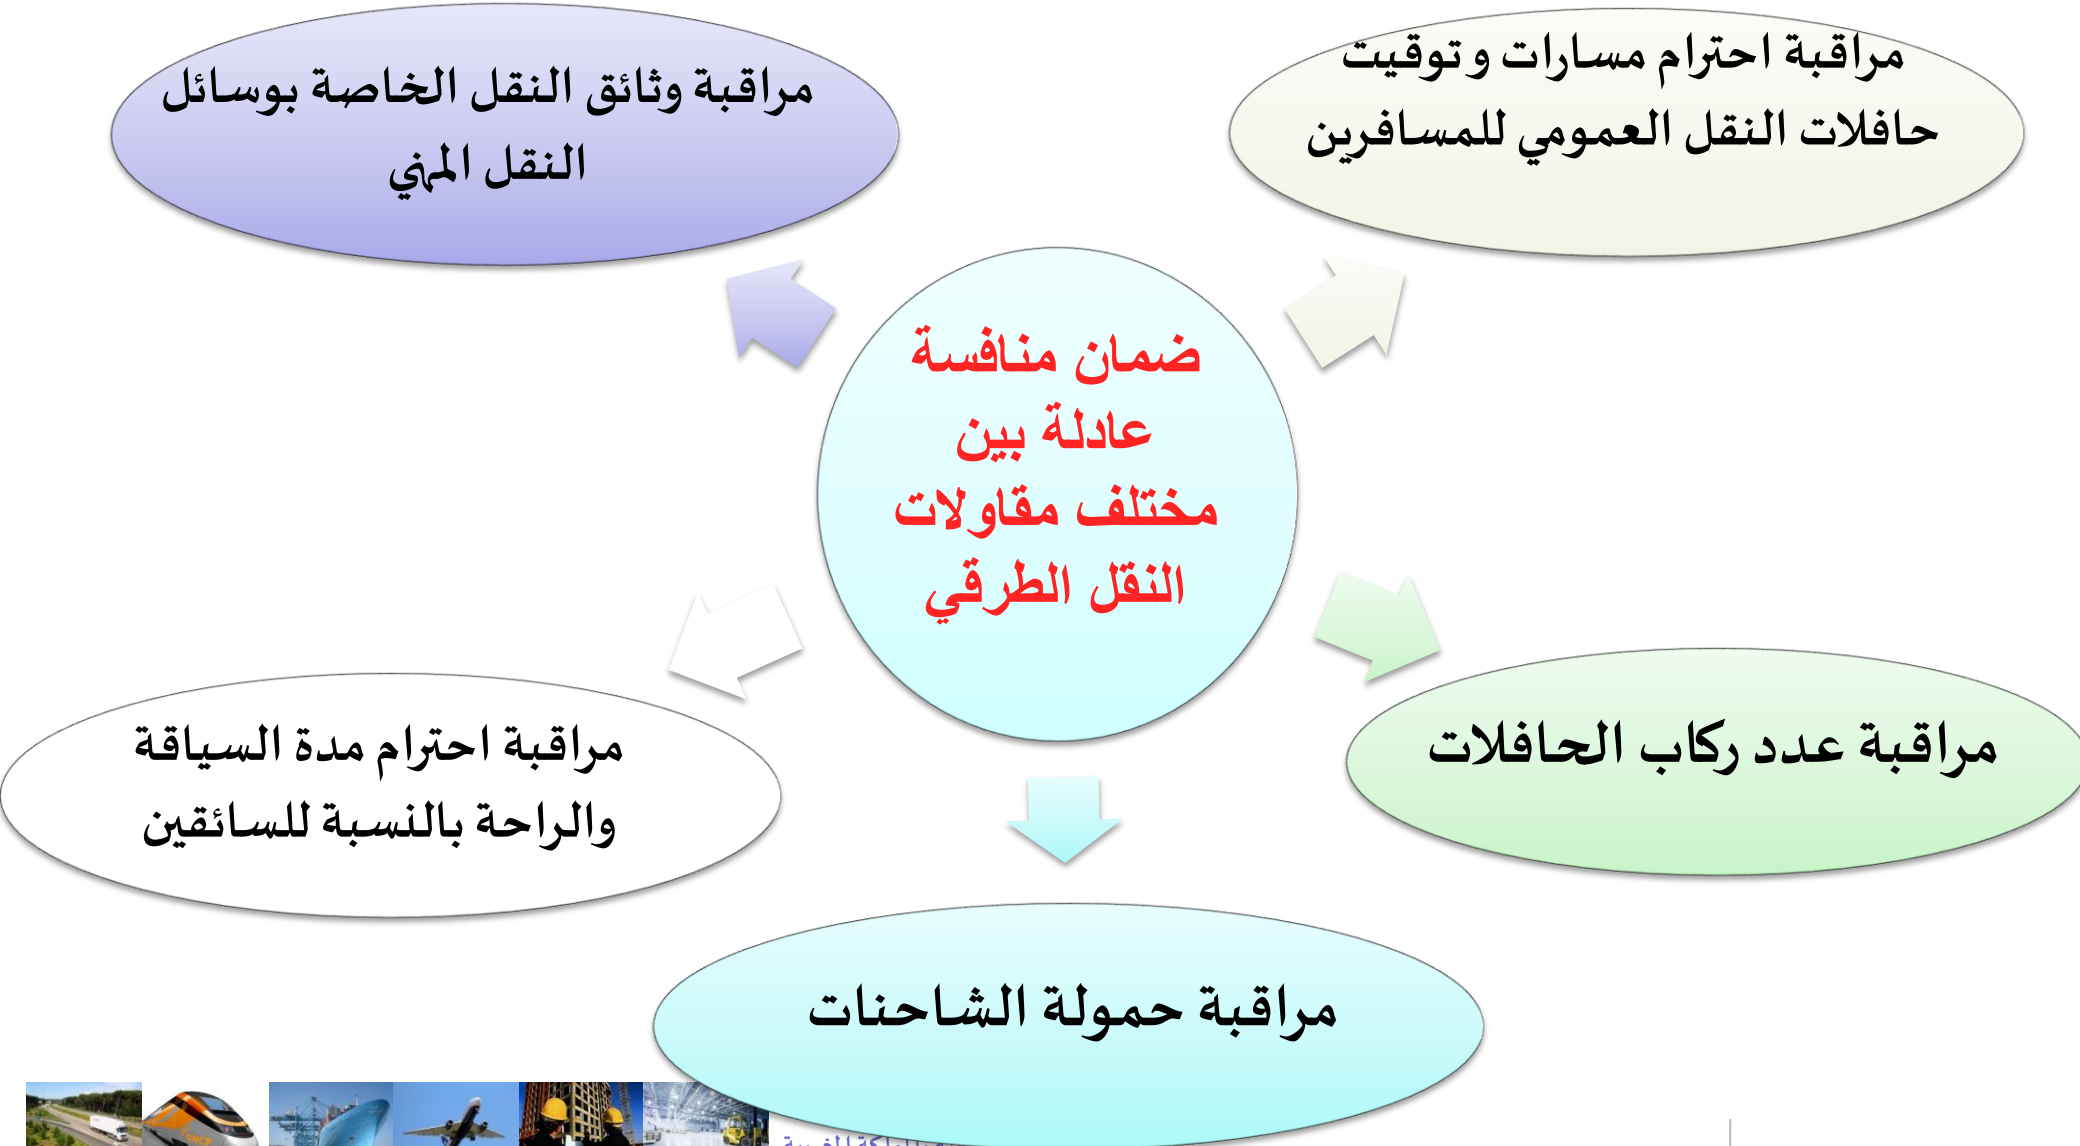 مراقبة احترام مسارات و توقيت
حافلات النقل العمومي للمسافرين
مراقبة وثائق النقل الخاصة بوسائل
النقل المهني
ضمان منافسة
عادلة بين
مختلف مقاولات
النقل الطرقي
مراقبة عدد ركاب الحافلات
مراقبة احترام مدة السياقة
والراحة بالنسبة للسائقين
مراقبة حمولة الشاحنات
ONCF